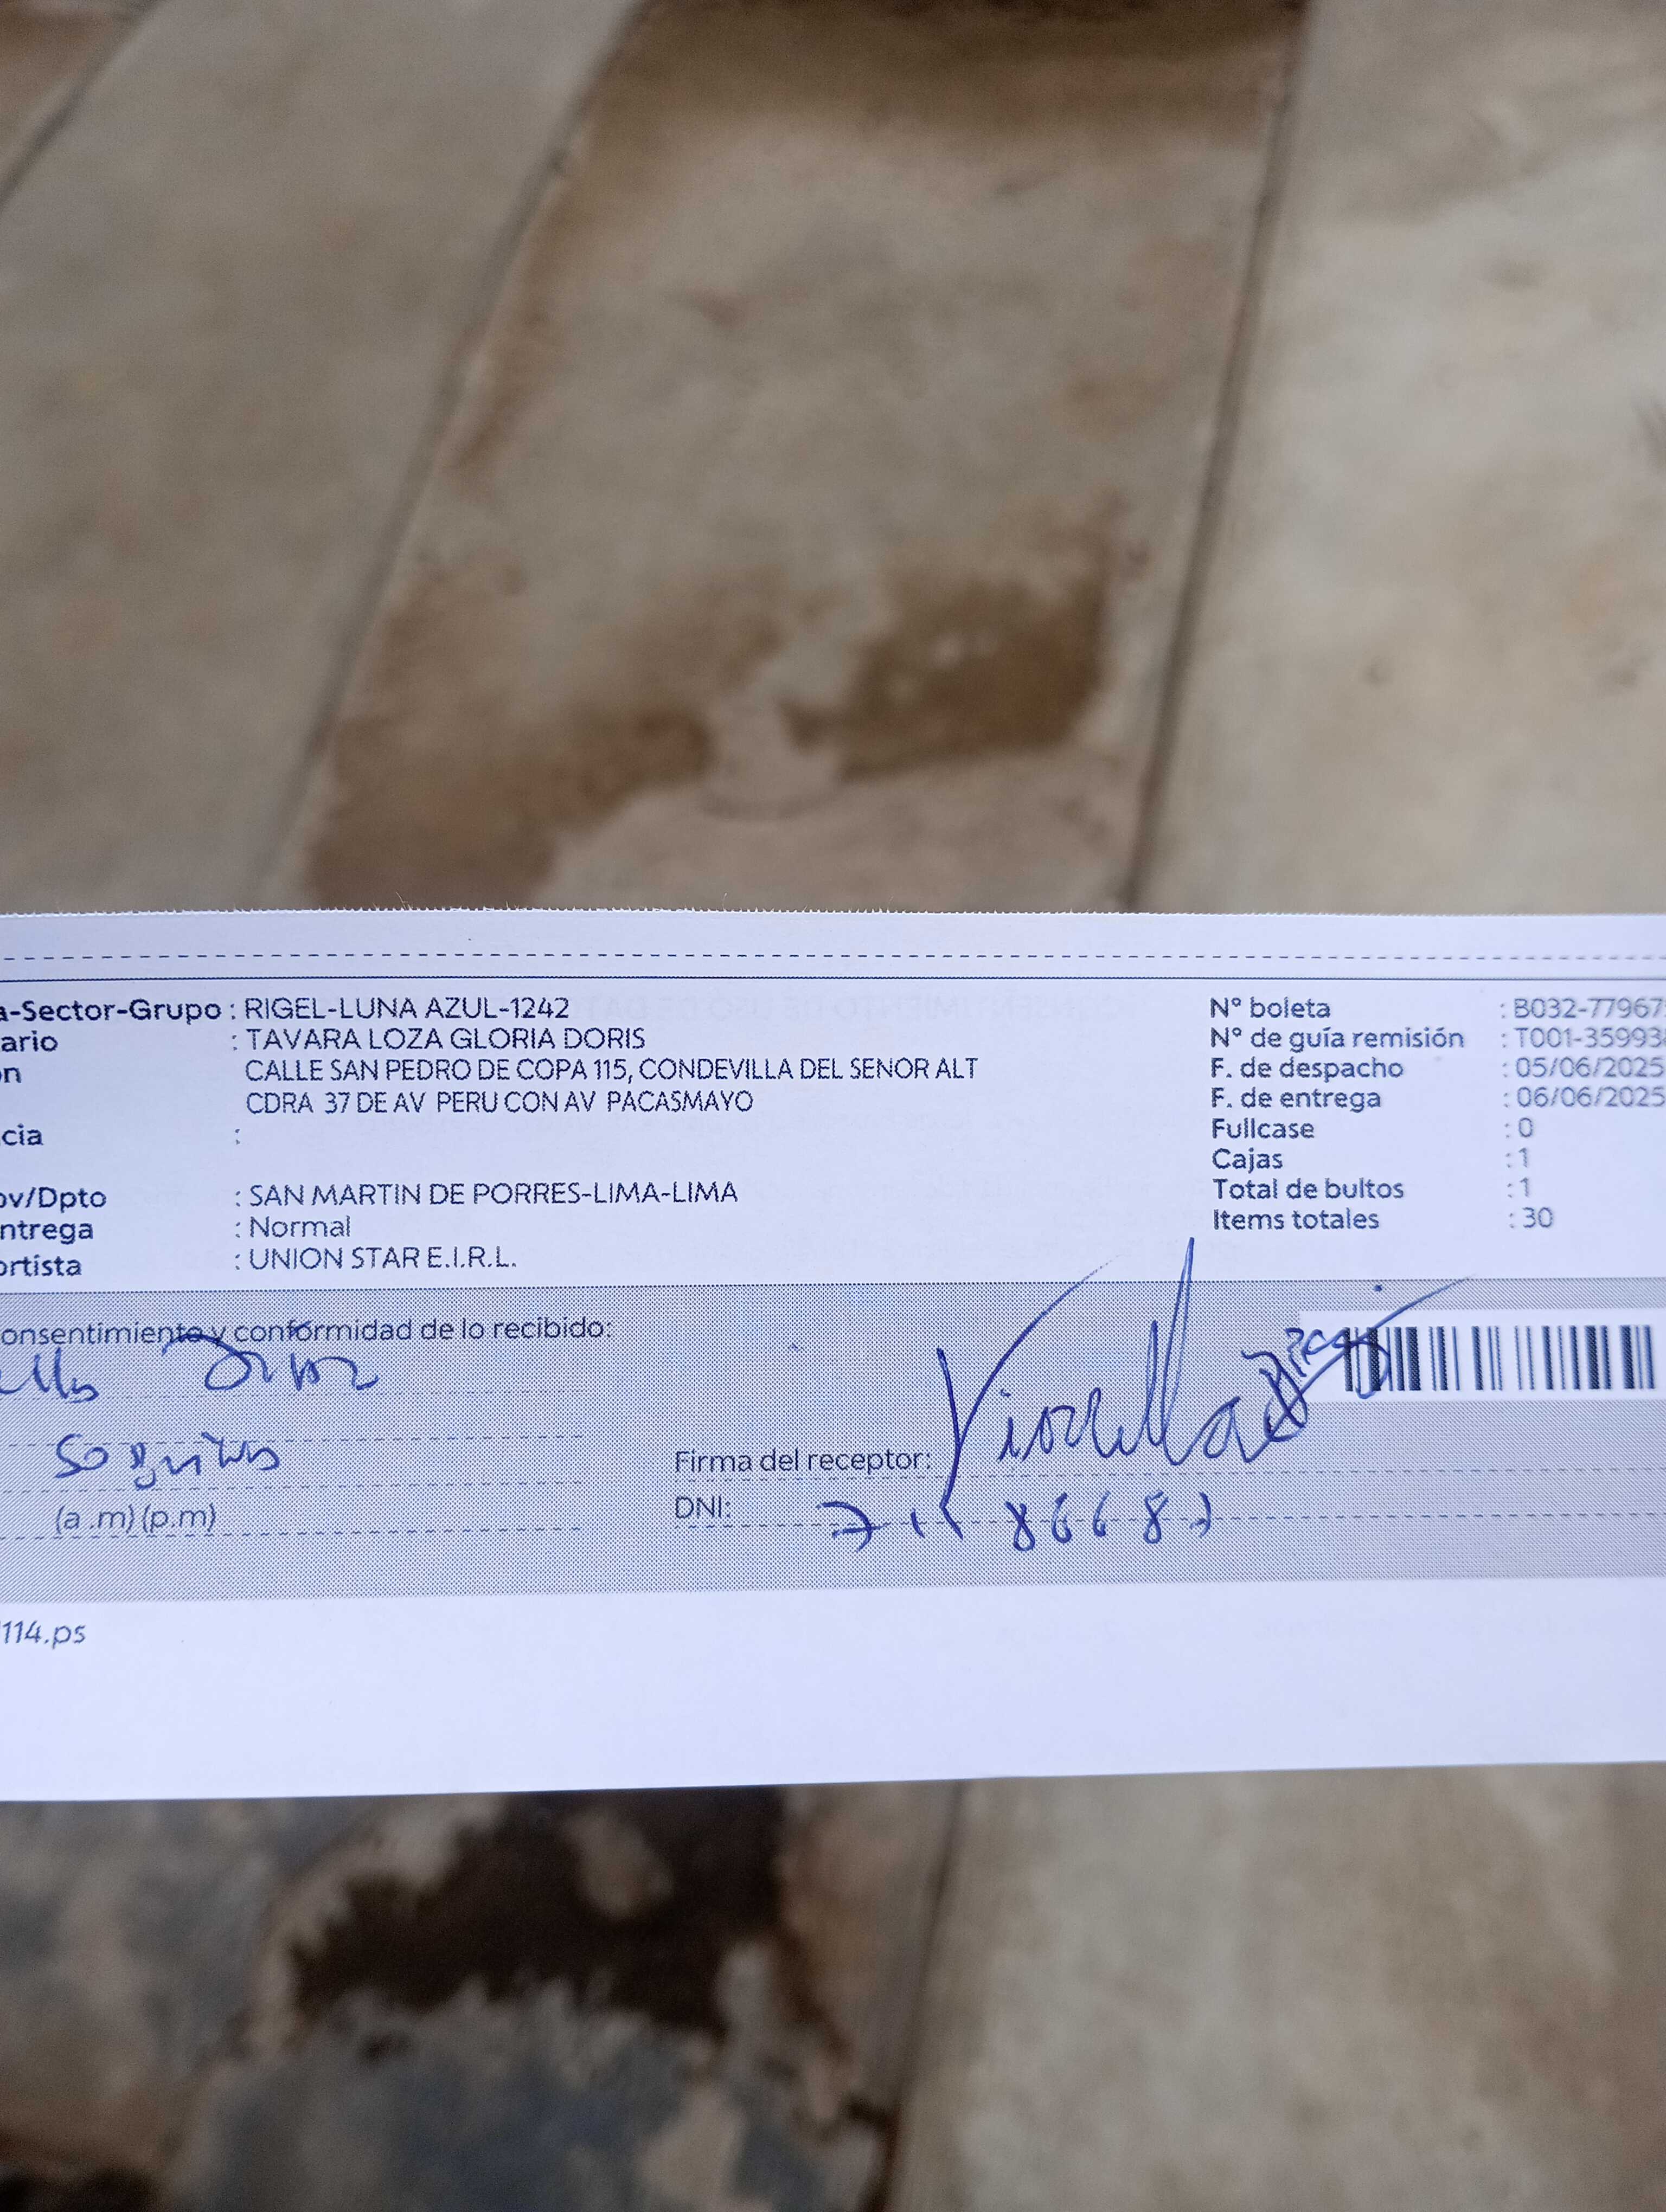 a-Sector-Grupo : RIGEL-LUNA AZUL-1242
ario : TAVARA LOZA GLORIA DORIS
on CALLE SAN PEDRO DE COPA 115, CONDEVILLA DEL SENOR ALT
CDRA 37 DE AV PERU CON AV PACASMAYO
cia :
ov/Dpto : SAN MARTIN DE PORRES-LIMA-LIMA
ntrega : Normal
ortista : UNION STAR E.I.R.L.
N° boleta : B032-77967
N° de guía remisión : T001-35993
F. de despacho : 05/06/2025
F. de entrega : 06/06/2025
Fullcase : 0
Cajas : 1
Total de bultos : 1
Items totales : 30
onsentimiento y conformidad de lo recibido:
(a.m) (p.m)
Firma del receptor:
DNI:
114.ps